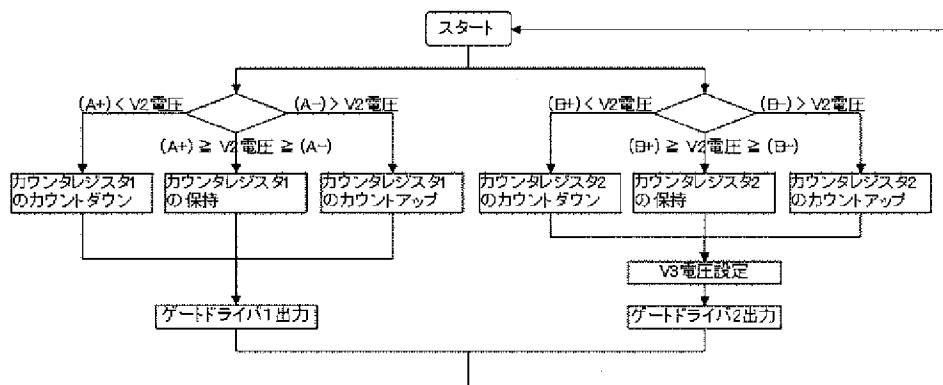 スタート
(A+) < V2電圧
(A-) > V2電圧
(A+) ≧ V2電圧 ≧ (A-)
カウンタレジスタ1
のカウントダウン
カウンタレジスタ1
の保持
カウンタレジスタ1
のカウントアップ
(B+) < V2電圧
(B-) > V2電圧
(B+) ≧ V2電圧 ≧ (B-)
カウンタレジスタ2
のカウントダウン
カウンタレジスタ2
の保持
カウンタレジスタ2
のカウントアップ
V3電圧設定
ゲートドライバ1出力
ゲートドライバ2出力